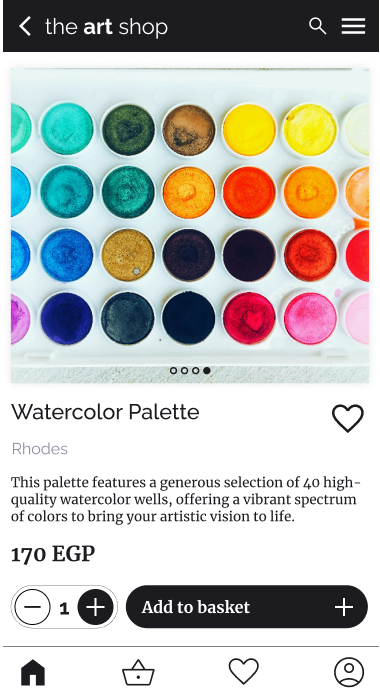 the art shop
Watercolor Palette
Rhodes
This palette features a generous selection of 40 high-
quality watercolor wells, offering a vibrant spectrum
of colors to bring your artistic vision to life.
170 EGP
1
Add to basket